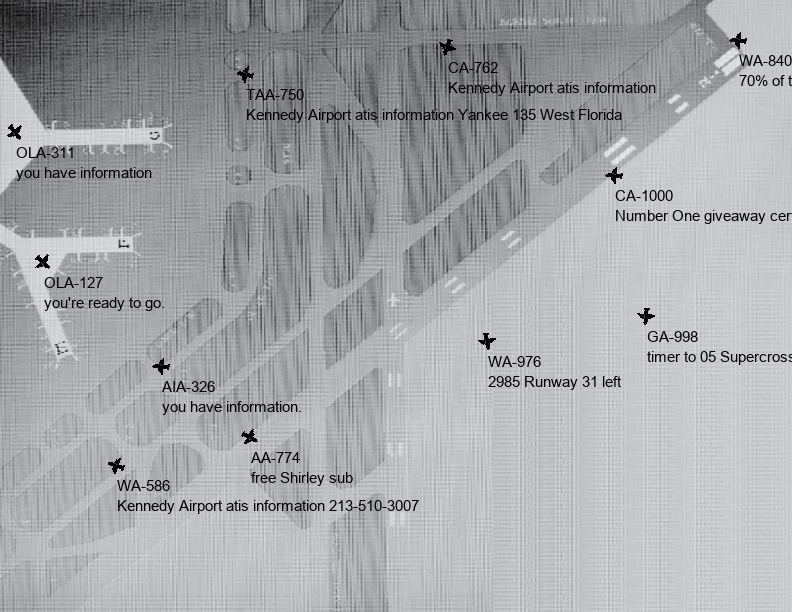 WA-840
70% of t
CA-762
Kennedy Airport atis information
TAA-750
Kennedy Airport atis information Yankee 135 West Florida
OLA-311
you have information
CA-1000
Number One giveaway cer
OLA-127
you're ready to go.
GA-998
timer to 05 Supercross
WA-976
2985 Runway 31 left
AIA-326
you have information.
AA-774
free Shirley sub
WA-586
Kennedy Airport atis information 213-510-3007